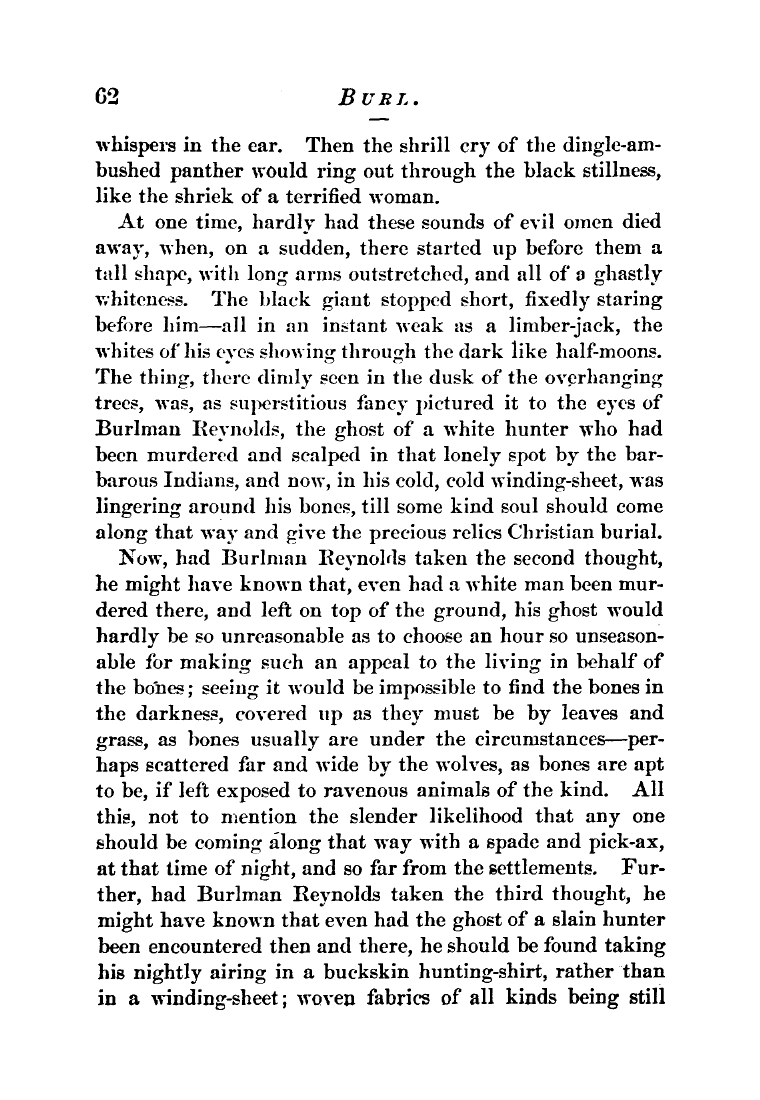 62 BURL.
whispers in the ear. Then the shrill cry of the dingle-am-
bushed panther would ring out through the black stillness,
like the shriek of a terrified woman.
At one time, hardly had these sounds of evil omen died
away, when, on a sudden, there started up before them a
tall shape, with long arms outstretched, and all of a ghastly
whiteness. The black giant stopped short, fixedly staring
before him—all in an instant weak as a limber-jack, the
whites of his eyes showing through the dark like half-moons.
The thing, there dimly seen in the dusk of the overhanging
trees, was, as superstitious fancy pictured it to the eyes of
Burlman Reynolds, the ghost of a white hunter who had
been murdered and scalped in that lonely spot by the bar-
barous Indians, and now, in his cold, cold winding-sheet, was
lingering around his bones, till some kind soul should come
along that way and give the precious relics Christian burial.
Now, had Burlman Reynolds taken the second thought,
he might have known that, even had a white man been mur-
dered there, and left on top of the ground, his ghost would
hardly be so unreasonable as to choose an hour so unseason-
able for making such an appeal to the living in behalf of
the bones; seeing it would be impossible to find the bones in
the darkness, covered up as they must be by leaves and
grass, as bones usually are under the circumstances—per-
haps scattered far and wide by the wolves, as bones are apt
to be, if left exposed to ravenous animals of the kind. All
this, not to mention the slender likelihood that any one
should be coming along that way with a spade and pick-ax,
at that time of night, and so far from the settlements. Fur-
ther, had Burlman Reynolds taken the third thought, he
might have known that even had the ghost of a slain hunter
been encountered then and there, he should be found taking
his nightly airing in a buckskin hunting-shirt, rather than
in a winding-sheet; woven fabrics of all kinds being still